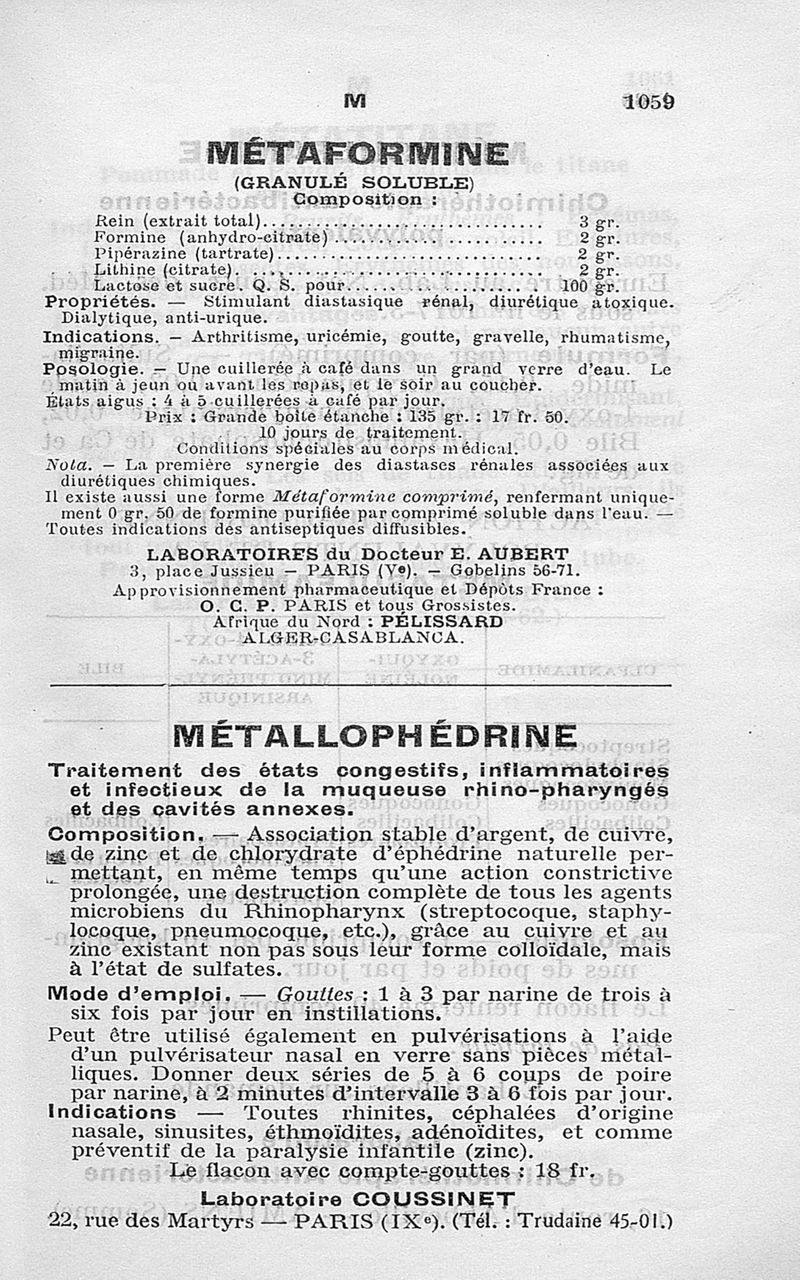 M 1059
MÉTAFORMINE
(GRANULÉ SOLUBLE)
Composition :
Rein (extrait total)................................ 3 gr.
Formine (anhydro-citrate)........................ 2 gr.
Pipérazine (tartrate)............................. 2 gr.
Lithine (citrate)................................. 2 gr.
Lactose et sucre. Q. S. pour..................... 100 gr.
Propriétés. — Stimulant diastasique rénal, diurétique atoxique.
Dialytique, anti-urique.
Indications. — Arthritisme, uricémie, goutte, gravelle, rhumatisme,
migraine.
Posologie. — Une cuillerée à café dans un grand verre d'eau. Le
matin à jeun ou avant les repas, et le soir au coucher.
États aigus : 4 à 5 cuillerées à café par jour.
Prix : Grande boîte étanche : 135 gr. : 17 fr. 50.
10 jours de traitement.
Conditions spéciales au corps médical.
Nota. — La première synergie des diastases rénales associées aux
diurétiques chimiques.
Il existe aussi une forme Métaformine comprimé, renfermant unique-
ment 0 gr. 50 de formine purifiée par comprimé soluble dans l'eau. —
Toutes indications des antiseptiques diffusibles.
LABORATOIRES du Docteur E. AUBERT
3, place Jussieu — PARIS (Ve). — Gobelins 56-71.
Approvisionnement pharmaceutique et Dépôts France :
O. C. P. PARIS et tous Grossistes.
Afrique du Nord : PÉLISSARD
ALGER-CASABLANCA.
MÉTALLOPHÉDRINE
Traitement des états congestifs, inflammatoires
et infectieux de la muqueuse rhino-pharyngés
et des cavités annexes.
Composition. — Association stable d'argent, de cuivre,
de zinc et de chlorydrate d'éphédrine naturelle per-
mettant, en même temps qu'une action constrictive
prolongée, une destruction complète de tous les agents
microbiens du Rhinopharynx (streptocoque, staphy-
locoque, pneumocoque, etc.), grâce au cuivre et au
zinc existant non pas sous leur forme colloïdale, mais
à l'état de sulfates.
Mode d'emploi. — Gouttes : 1 à 3 par narine de trois à
six fois par jour en instillations.
Peut être utilisé également en pulvérisations à l'aide
d'un pulvérisateur nasal en verre sans pièces métal-
liques. Donner deux séries de 5 à 6 coups de poire
par narine, à 2 minutes d'intervalle 3 à 6 fois par jour.
Indications — Toutes rhinites, céphalées d'origine
nasale, sinusites, éthmoïdites, adénoïdites, et comme
préventif de la paralysie infantile (zinc).
Le flacon avec compte-gouttes : 18 fr.
Laboratoire COUSSINET
22, rue des Martyrs — PARIS (IXe). (Tél. : Trudaine 45-01.)